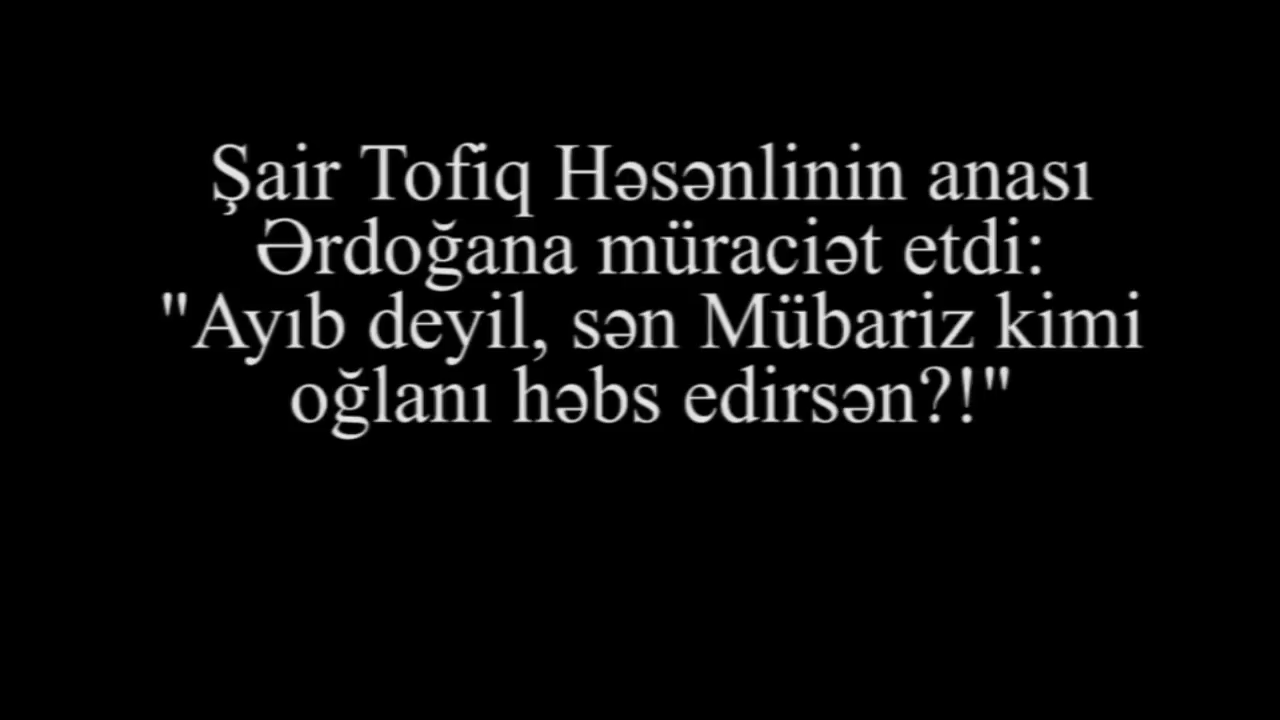 Şair Tofiq Həsənlinin anası
Ərdoğana müraciət etdi:
"Ayıb deyil, sən Mübariz kimi
oğlanı həbs edirsən?!"